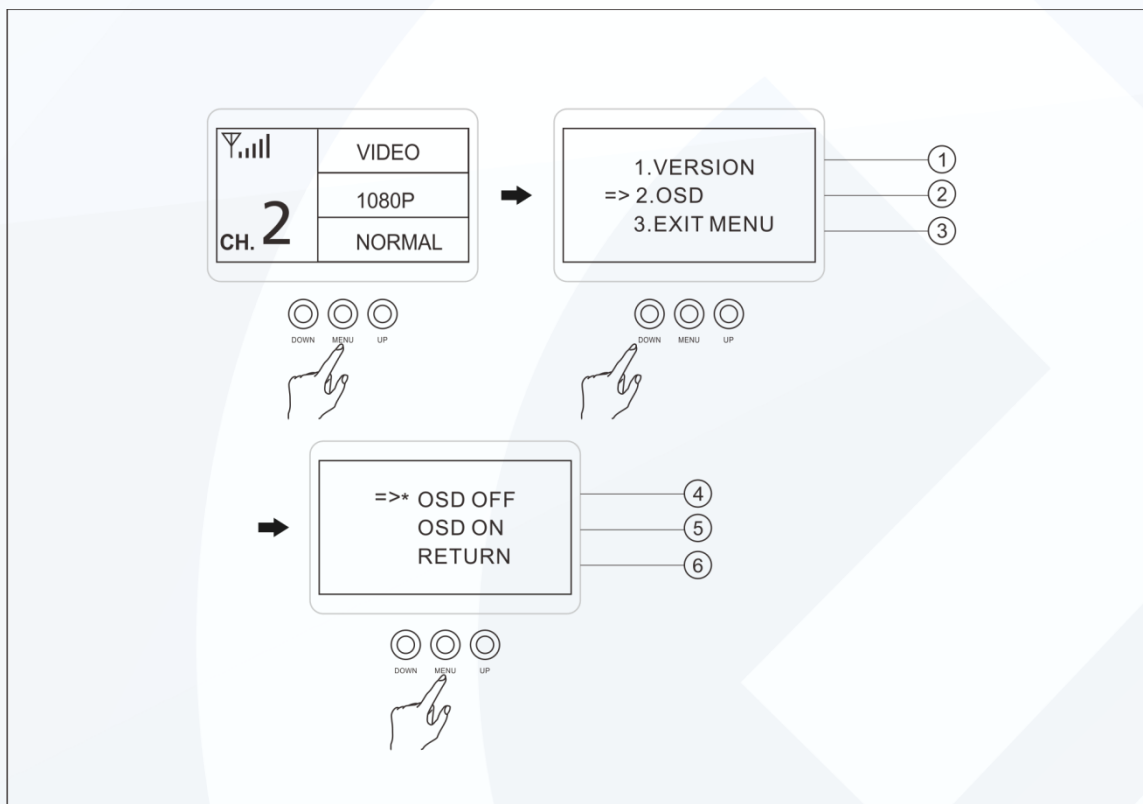 VIDEO
1080P
CH. 2 NORMAL
DOWN MENU UP
1.VERSION ①
=> 2.OSD ②
3.EXIT MENU ③
DOWN MENU UP
=>* OSD OFF ④
OSD ON ⑤
RETURN ⑥
DOWN MENU UP